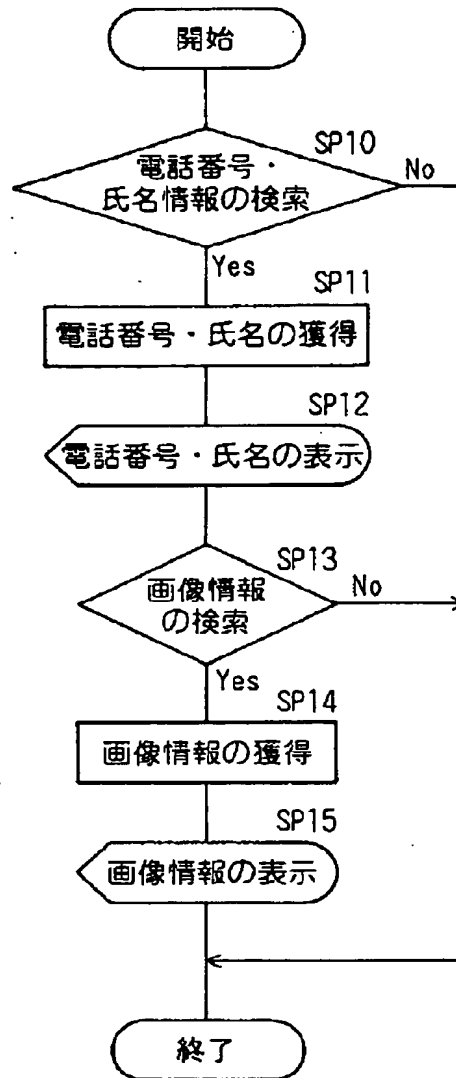 開始
SP10
電話番号・
氏名情報の検索
No
Yes
SP11
電話番号・氏名の獲得
SP12
電話番号・氏名の表示
SP13
画像情報
の検索
No
Yes
SP14
画像情報の獲得
SP15
画像情報の表示
終了